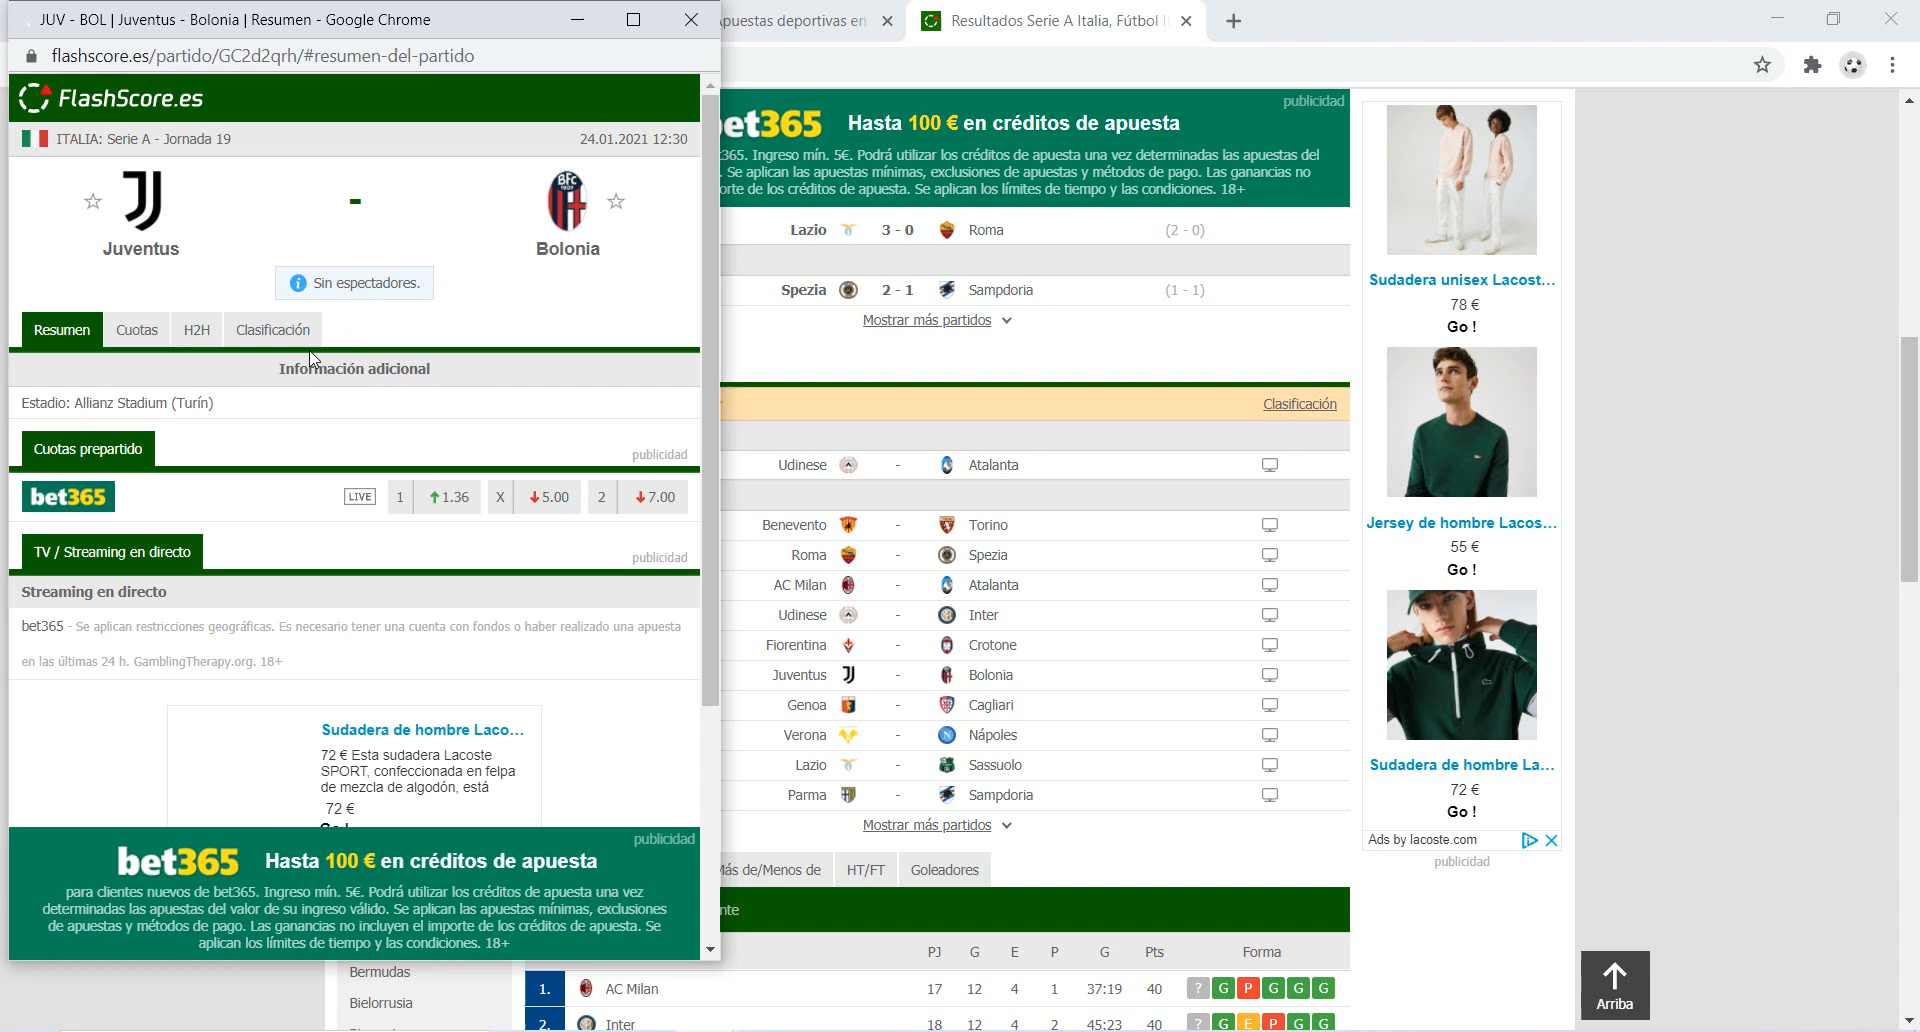 JUV - BOL | Juventus - Bolonia | Resumen - Google Chrome
flashscore.es/partido/GC2d2qrh/#resumen-del-partido
FlashScore.es
ITALIA: Serie A - Jornada 19
24.01.2021 12:30
-
BFC
1909
Juventus
Bolonia
Sin espectadores.
Resumen
Cuotas
H2H
Clasificación
Información adicional
Estadio: Allianz Stadium (Turín)
Cuotas prepartido
publicidad
bet365
LIVE
1 1.36 X 5.00 2 7.00
TV / Streaming en directo
publicidad
Streaming en directo
bet365 - Se aplican restricciones geográficas. Es necesario tener una cuenta con fondos o haber realizado una apuesta
en las últimas 24 h. GamblingTherapy.org. 18+
Sudadera de hombre Laco...
72 € Esta sudadera Lacoste
SPORT, confeccionada en felpa
de mezcla de algodón, está
72 €
publicidad
bet365 Hasta 100 € en créditos de apuesta
para clientes nuevos de bet365. Ingreso mín. 5€. Podrá utilizar los créditos de apuesta una vez
determinadas las apuestas del valor de su ingreso válido. Se aplican las apuestas mínimas, exclusiones
de apuestas y métodos de pago. Las ganancias no incluyen el importe de los créditos de apuesta. Se
aplican los límites de tiempo y las condiciones. 18+
puestas deportivas en
Resultados Serie A Italia, Fútbol I
publicidad
et365 Hasta 100 € en créditos de apuesta
365. Ingreso mín. 5€. Podrá utilizar los créditos de apuesta una vez determinadas las apuestas del
. Se aplican las apuestas mínimas, exclusiones de apuestas y métodos de pago. Las ganancias no
orte de los créditos de apuesta. Se aplican los límites de tiempo y las condiciones. 18+
Lazio 3 - 0 Roma (2 - 0)
Spezia 2 - 1 Sampdoria (1 - 1)
Mostrar más partidos
Clasificación
Udinese - Atalanta
Benevento - Torino
Roma - Spezia
AC Milan - Atalanta
Udinese - Inter
Fiorentina - Crotone
Juventus - Bolonia
Genoa - Cagliari
Verona - Nápoles
Lazio - Sassuolo
Parma - Sampdoria
Mostrar más partidos
Más de/Menos de
HT/FT
Goleadores
nte
PJ G E P G Pts Forma
1. AC Milan 17 12 4 1 37:19 40 ? G P G G G
2. Inter 18 12 4 2 45:23 40 ? G E P G G
Bermudas
Bielorrusia
Sudadera unisex Lacost...
78 €
Go !
Jersey de hombre Lacos...
55 €
Go !
Sudadera de hombre La...
72 €
Go !
Ads by lacoste.com
publicidad
Arriba